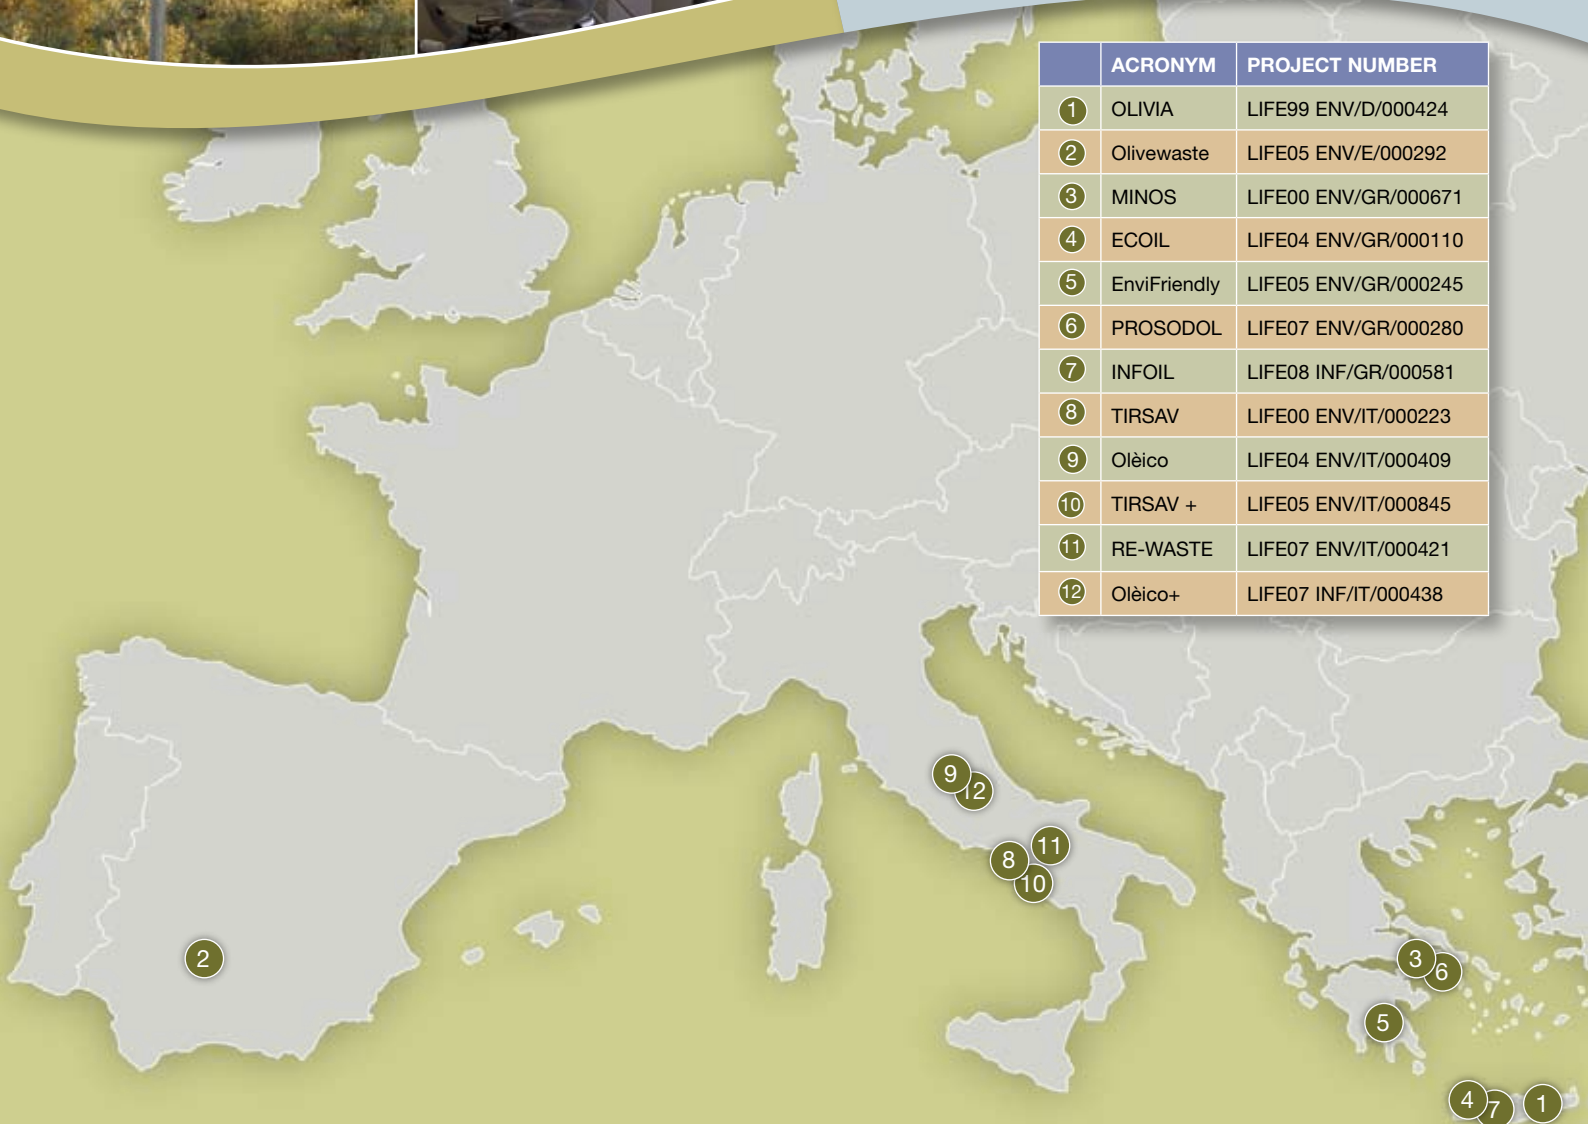 ACRONYM PROJECT NUMBER
1 OLIVIA LIFE99 ENV/D/000424
2 Olivewaste LIFE05 ENV/E/000292
3 MINOS LIFE00 ENV/GR/000671
4 ECOIL LIFE04 ENV/GR/000110
5 EnviFriendly LIFE05 ENV/GR/000245
6 PROSODOL LIFE07 ENV/GR/000280
7 INFOIL LIFE08 INF/GR/000581
8 TIRSAV LIFE00 ENV/IT/000223
9 Olèico LIFE04 ENV/IT/000409
10 TIRSAV + LIFE05 ENV/IT/000845
11 RE-WASTE LIFE07 ENV/IT/000421
12 Olèico+ LIFE07 INF/IT/000438
9
12
11
8
10
2
3
6
5
4
7
1